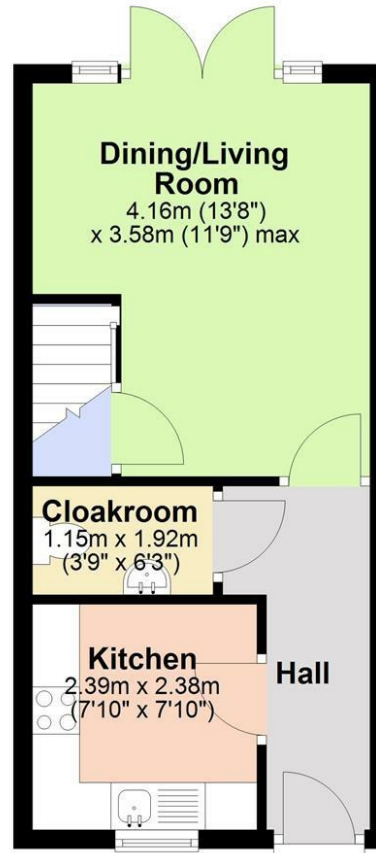 Dining/Living
Room
4.16m (13'8")
x 3.58m (11'9") max
Cloakroom
1.15m x 1.92m
(3'9" x 6'3")
Kitchen
2.39m x 2.38m
(7'10" x 7'10")
Hall